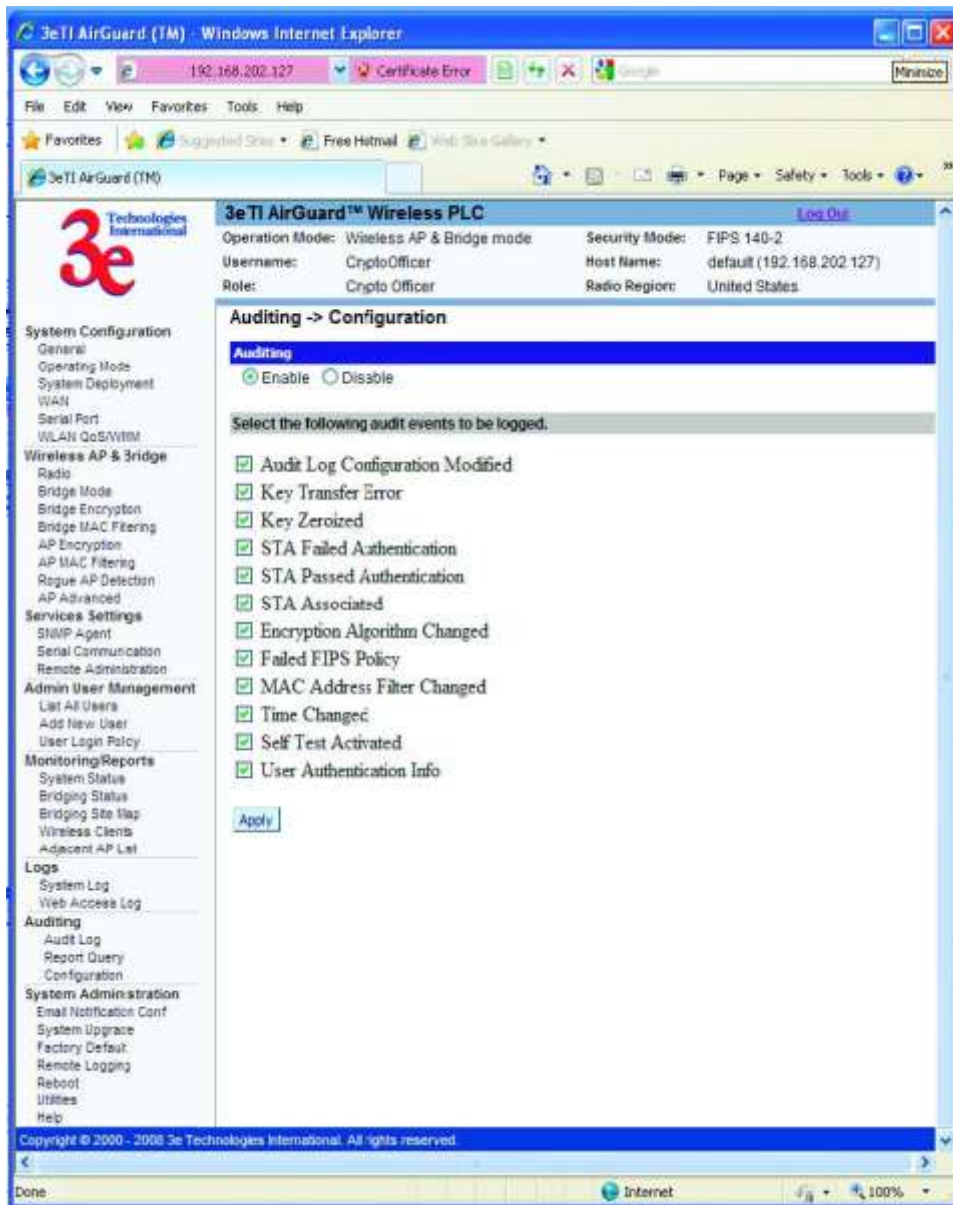 3eTI AirGuard (TM) - Windows Internet Explorer
192.168.202.127 Certificate Error Google
Minimize
File Edit View Favorites Tools Help
Favorites Suggested Sites Free Hotmail Web Slice Gallery
3eTI AirGuard (TM) Page Safety Tools
3e Technologies International
3eTI AirGuard™ Wireless PLC Log Out
Operation Mode: Wireless AP & Bridge mode Security Mode: FIPS 140-2
Username: CryptoOfficer Host Name: default (192.168.202.127)
Role: Crypto Officer Radio Region: United States
System Configuration
General
Operating Mode
System Deployment
WAN
Serial Port
WLAN QoS/WMM
Wireless AP & Bridge
Radio
Bridge Mode
Bridge Encryption
Bridge MAC Filtering
AP Encryption
AP MAC Filtering
Rogue AP Detection
AP Advanced
Services Settings
SNMP Agent
Serial Communication
Remote Administration
Admin User Management
List All Users
Add New User
User Login Policy
Monitoring/Reports
System Status
Bridging Status
Bridging Site Map
Wireless Clients
Adjacent AP List
Logs
System Log
Web Access Log
Auditing
Audit Log
Report Query
Configuration
System Administration
Email Notification Conf
System Upgrade
Factory Default
Remote Logging
Reboot
Utilities
Help
Auditing -> Configuration
Auditing
Enable Disable
Select the following audit events to be logged.
Audit Log Configuration Modified
Key Transfer Error
Key Zeroized
STA Failed Authentication
STA Passed Authentication
STA Associated
Encryption Algorithm Changed
Failed FIPS Policy
MAC Address Filter Changed
Time Changed
Self Test Activated
User Authentication Info
Apply
Copyright © 2000 - 2008 3e Technologies International. All rights reserved.
Done Internet 100%